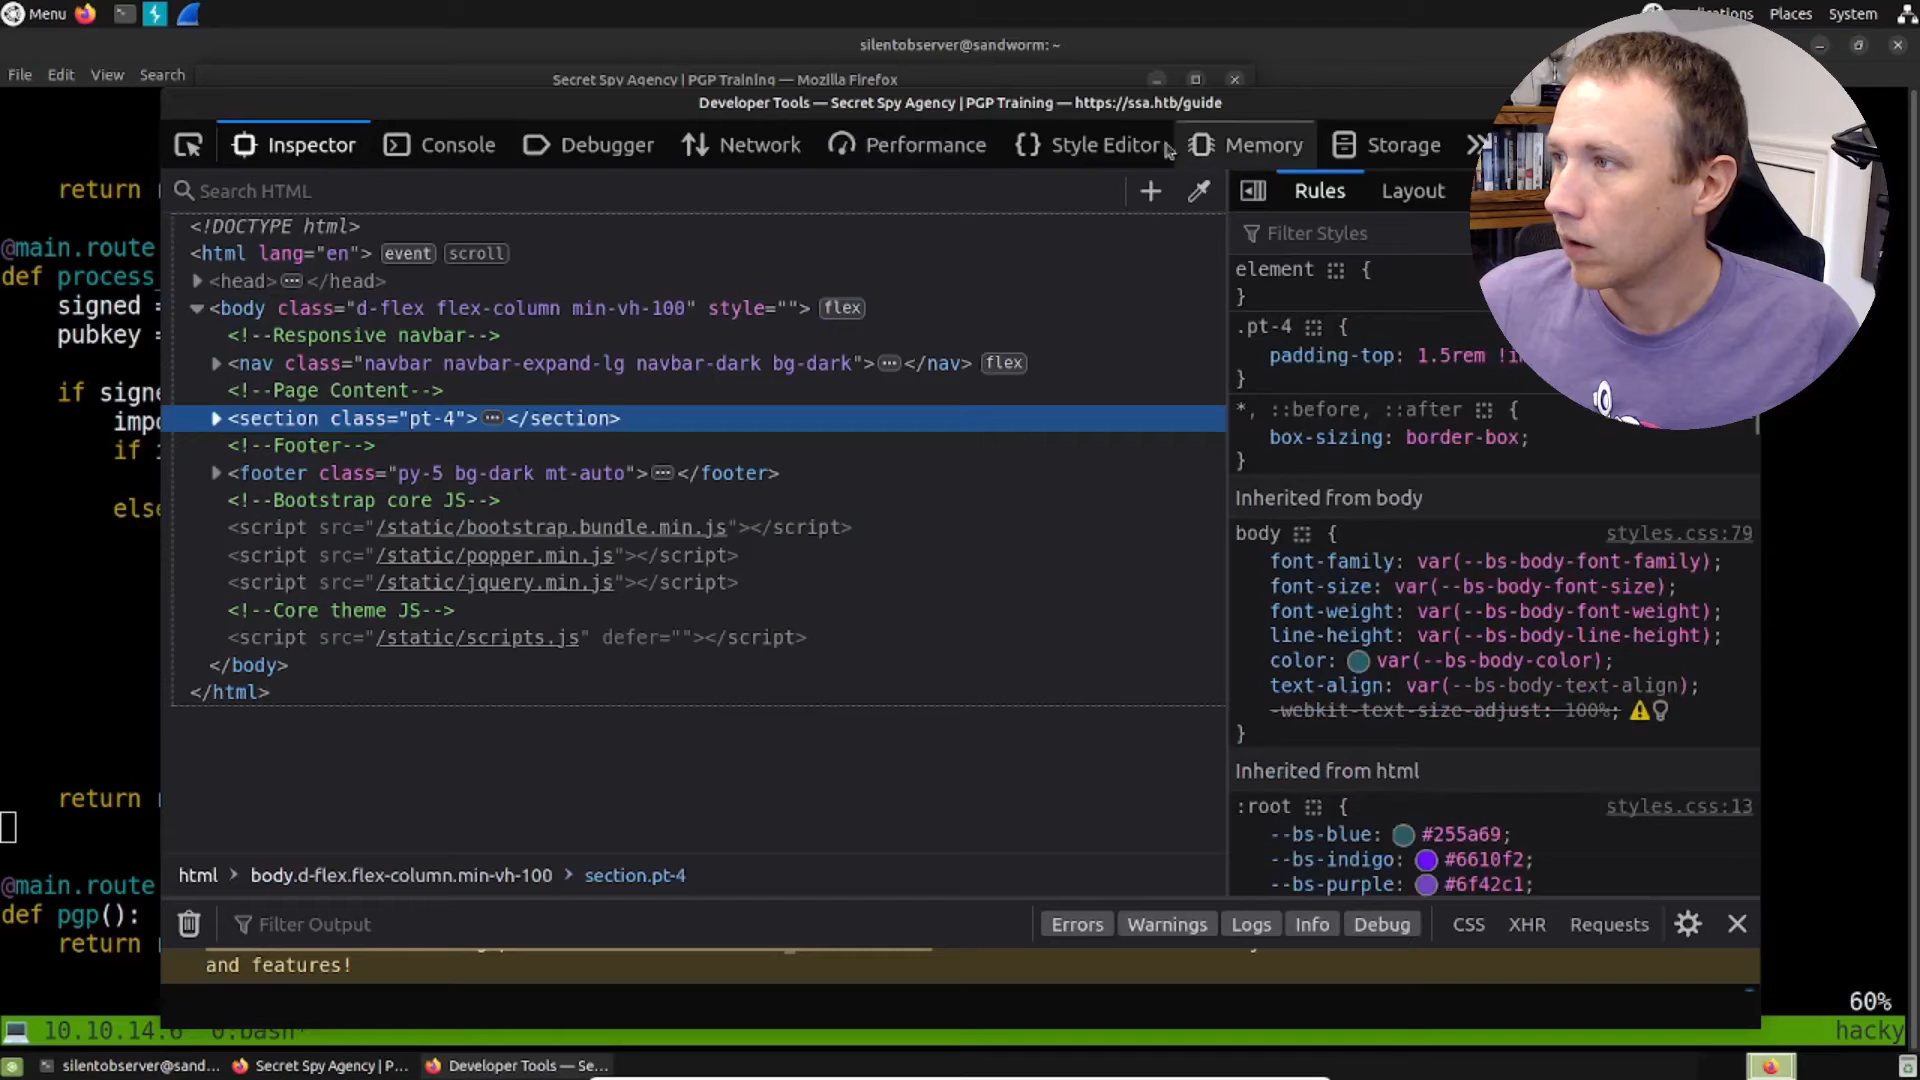 Menu
Places
System
silentobserver@sandworm: ~
File Edit View Search
Secret Spy Agency | PGP Training — Mozilla Firefox
Developer Tools — Secret Spy Agency | PGP Training — https://ssa.htb/guide
Inspector Console Debugger Network Performance Style Editor Memory Storage
Search HTML
Rules Layout
Filter Styles
<!DOCTYPE html>
<html lang="en"> event scroll
<head> ... </head>
<body class="d-flex flex-column min-vh-100" style=""> flex
<!--Responsive navbar-->
<nav class="navbar navbar-expand-lg navbar-dark bg-dark"> ... </nav> flex
<!--Page Content-->
<section class="pt-4"> ... </section>
<!--Footer-->
<footer class="py-5 bg-dark mt-auto"> ... </footer>
<!--Bootstrap core JS-->
<script src="/static/bootstrap.bundle.min.js"></script>
<script src="/static/popper.min.js"></script>
<script src="/static/jquery.min.js"></script>
<!--Core theme JS-->
<script src="/static/scripts.js" defer=""></script>
</body>
</html>
element {
}
.pt-4 {
padding-top: 1.5rem
}
*, ::before, ::after {
box-sizing: border-box;
}
Inherited from body
body { styles.css:79
font-family: var(--bs-body-font-family);
font-size: var(--bs-body-font-size);
font-weight: var(--bs-body-font-weight);
line-height: var(--bs-body-line-height);
color: var(--bs-body-color);
text-align: var(--bs-body-text-align);
-webkit-text-size-adjust: 100%;
}
Inherited from html
:root { styles.css:13
--bs-blue: #255a69;
--bs-indigo: #6610f2;
--bs-purple: #6f42c1;
html > body.d-flex.flex-column.min-vh-100 > section.pt-4
Filter Output
Errors Warnings Logs Info Debug CSS XHR Requests
and features!
return
@main.route
def process_
signed =
pubkey =
if signe
impo
if i
else
return
@main.route
def pgp():
return
60%
10.10.14.6 0:bash*
hacky
silentobserver@sand...
Secret Spy Agency | P...
Developer Tools — Se...